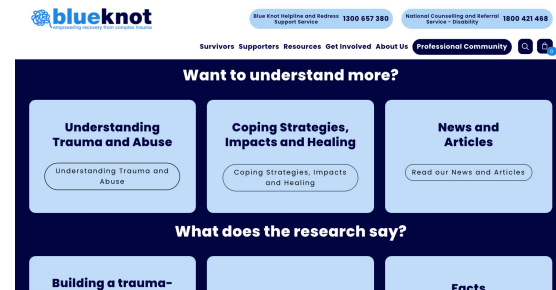 blueknot
empowering recovery from complex trauma
Blue Knot Helpline and Redress
Support Service
1300 657 380
National Counselling and Referral
Service - Disability
1800 421 468
Survivors Supporters Resources Get Involved About Us Professional Community
0
Want to understand more?
Understanding
Trauma and Abuse
Understanding Trauma and
Abuse
Coping Strategies,
Impacts and Healing
Coping Strategies, Impacts
and Healing
News and
Articles
Read our News and Articles
What does the research say?
Building a trauma-
Facts